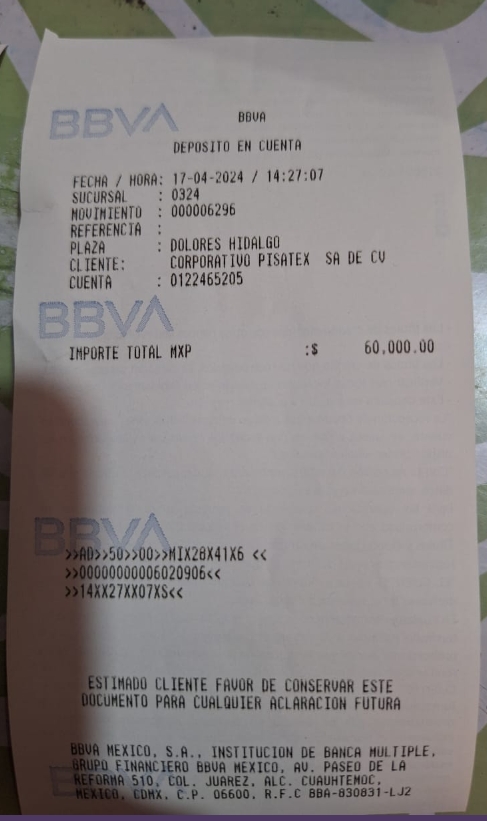 BBVA
BBVA
DEPOSITO EN CUENTA
FECHA / HORA: 17-04-2024 / 14:27:07
SUCURSAL : 0324
MOVIMIENTO : 000006296
REFERENCIA :
PLAZA : DOLORES HIDALGO
CLIENTE: CORPORATIVO PISATEX SA DE CV
CUENTA : 0122465205
BBVA
IMPORTE TOTAL MXP :$ 60,000.00
BBVA
>>AD>>50>>00>>MIX28X41X6 <<
>>00000000006020906<<
>>14XX27XX07XS<<
ESTIMADO CLIENTE FAVOR DE CONSERVAR ESTE
DOCUMENTO PARA CUALQUIER ACLARACION FUTURA
BBVA MEXICO, S.A., INSTITUCION DE BANCA MULTIPLE,
GRUPO FINANCIERO BBVA MEXICO, AV. PASEO DE LA
REFORMA 510, COL. JUAREZ, ALC. CUAUHTEMOC,
MEXICO, CDMX, C.P. 06600. R.F.C BBA-830831-LJ2